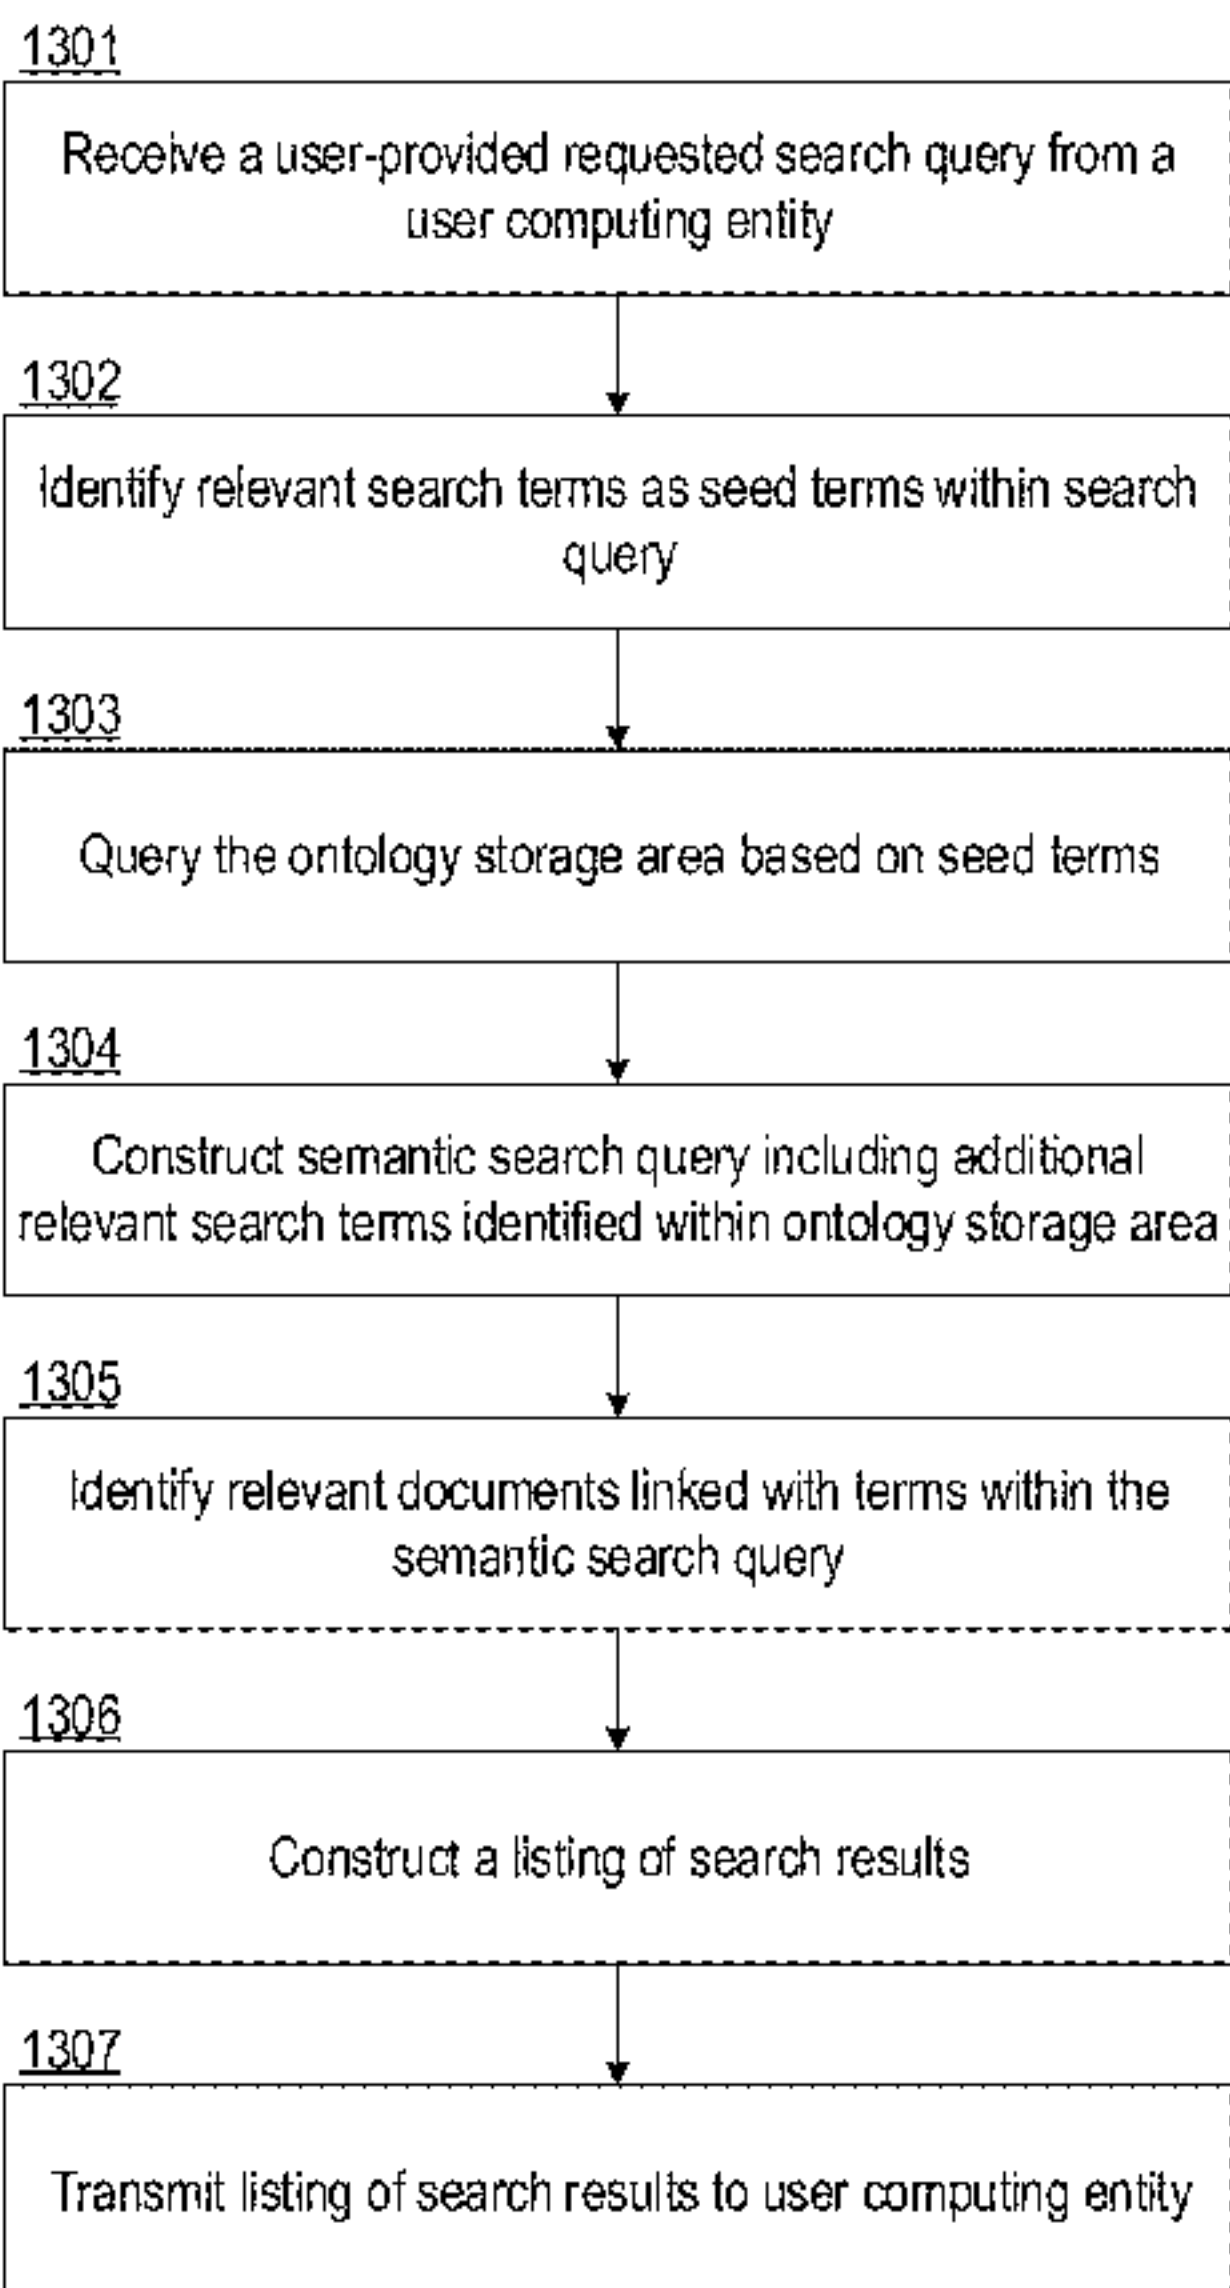 1301
Receive a user-provided requested search query from a
user computing entity
1302
Identify relevant search terms as seed terms within search
query
1303
Query the ontology storage area based on seed terms
1304
Construct semantic search query including additional
relevant search terms identified within ontology storage area
1305
Identify relevant documents linked with terms within the
semantic search query
1306
Construct a listing of search results
1307
Transmit listing of search results to user computing entity